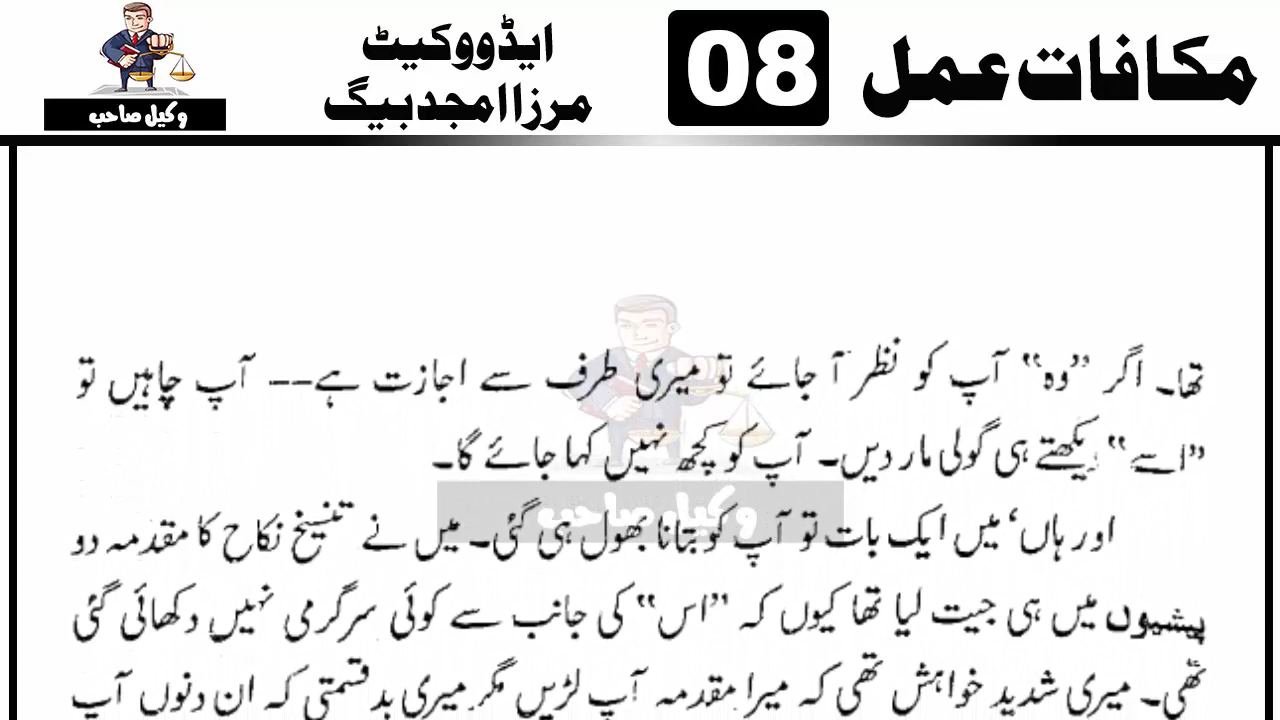 مکافات عمل
08
ایڈووکیٹ
مرزا امجد بیگ
وکیل صاحب
تھا۔ اگر ”وہ“ آپ کو نظر آ جائے تو میری طرف سے اجازت ہے-- آپ چاہیں تو
”اسے“ دیکھتے ہی گولی مار دیں۔ آپ کو کچھ نہیں کہا جائے گا۔
وکیل صاحب
اور ہاں‘ میں ایک بات تو آپ کو بتانا بھول ہی گئی۔ میں نے تنسیخ نکاح کا مقدمہ دو
پیشیوں میں ہی جیت لیا تھا کیوں کہ ”اس“ کی جانب سے کوئی سرگرمی نہیں دکھائی گئی
تھی۔ میری شدید خواہش تھی کہ میرا مقدمہ آپ لڑیں مگر میری بدقسمتی کہ ان دنوں آپ